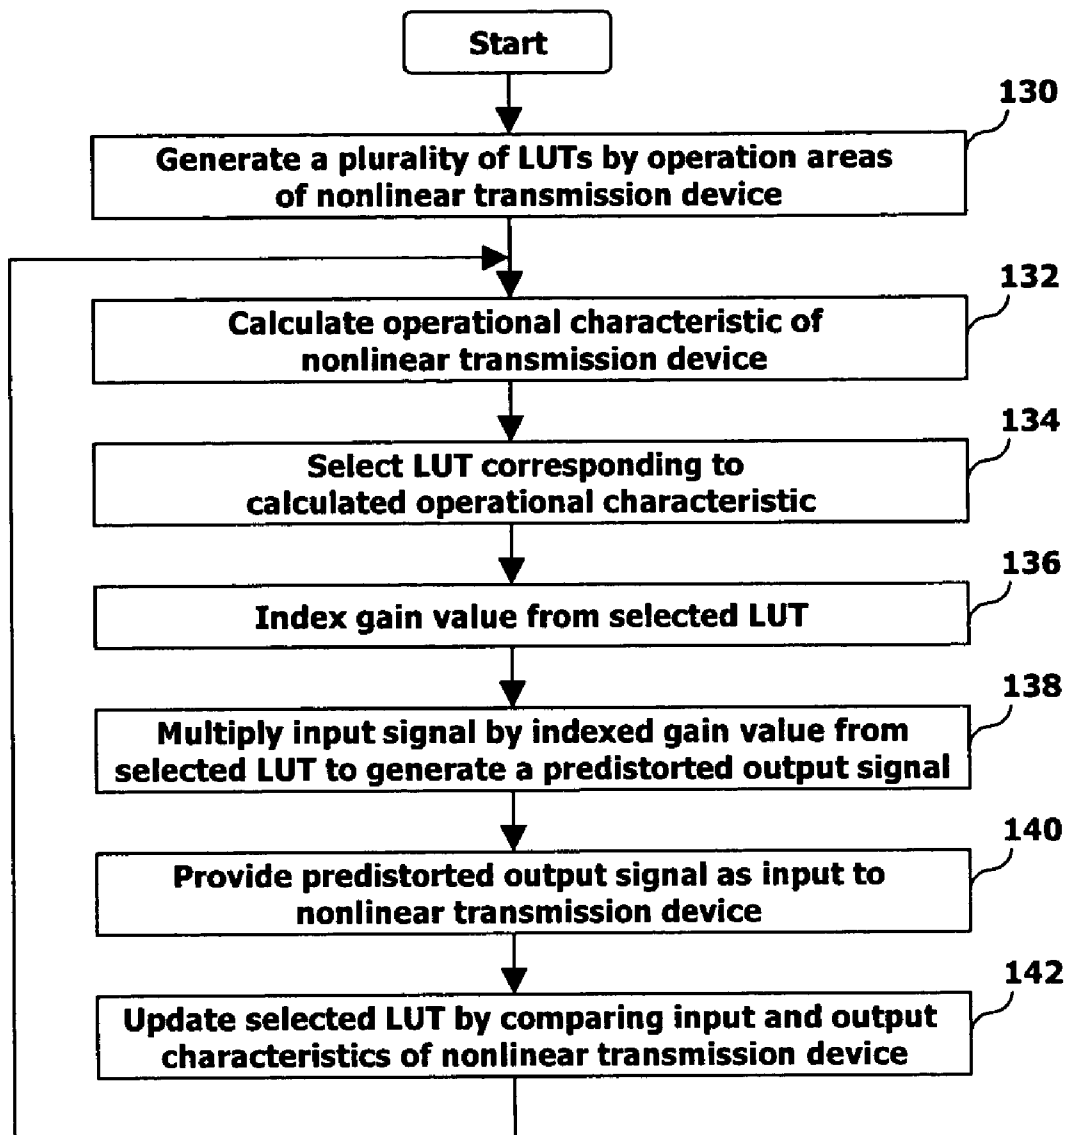 Start
130
Generate a plurality of LUTs by operation areas
of nonlinear transmission device
132
Calculate operational characteristic of
nonlinear transmission device
134
Select LUT corresponding to
calculated operational characteristic
136
Index gain value from selected LUT
138
Multiply input signal by indexed gain value from
selected LUT to generate a predistorted output signal
140
Provide predistorted output signal as input to
nonlinear transmission device
142
Update selected LUT by comparing input and output
characteristics of nonlinear transmission device